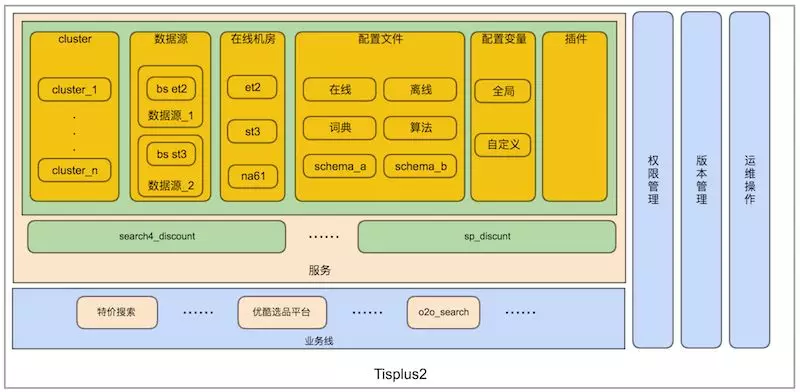 cluster
cluster_1
.
.
.
cluster_n
数据源
bs et2
数据源_1
bs st3
数据源_2
在线机房
et2
st3
na61
配置文件
在线
离线
词典
算法
schema_a
schema_b
配置变量
全局
自定义
插件
search4_discount
······
sp_discunt
服务
特价搜索
······
优酷选品平台
······
o2o_search
······
业务线
权限管理
版本管理
运维操作
Tisplus2